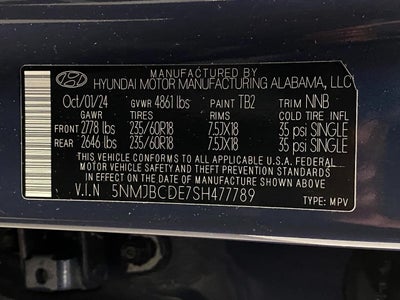 MANUFACTURED BY
HYUNDAI MOTOR MANUFACTURING ALABAMA, LLC
Oct/01/24 GVWR 4861 lbs PAINT TB2 TRIM NNB
GAWR TIRES RIMS COLD TIRE INFL
FRONT 2778 lbs 235/60R18 7.5JX18 35 psi SINGLE
REAR 2646 lbs 235/60R18 7.5JX18 35 psi SINGLE
THIS VEHICLE CONFORMS TO ALL APPLICABLE U.S.A. FEDERAL
MOTOR VEHICLE SAFETY AND THEFT PREVENTION STANDARDS
IN EFFECT ON THE DATE OF MANUFACTURE SHOWN ABOVE.
V.I.N 5NMJBCDE7SH477789 TYPE: MPV